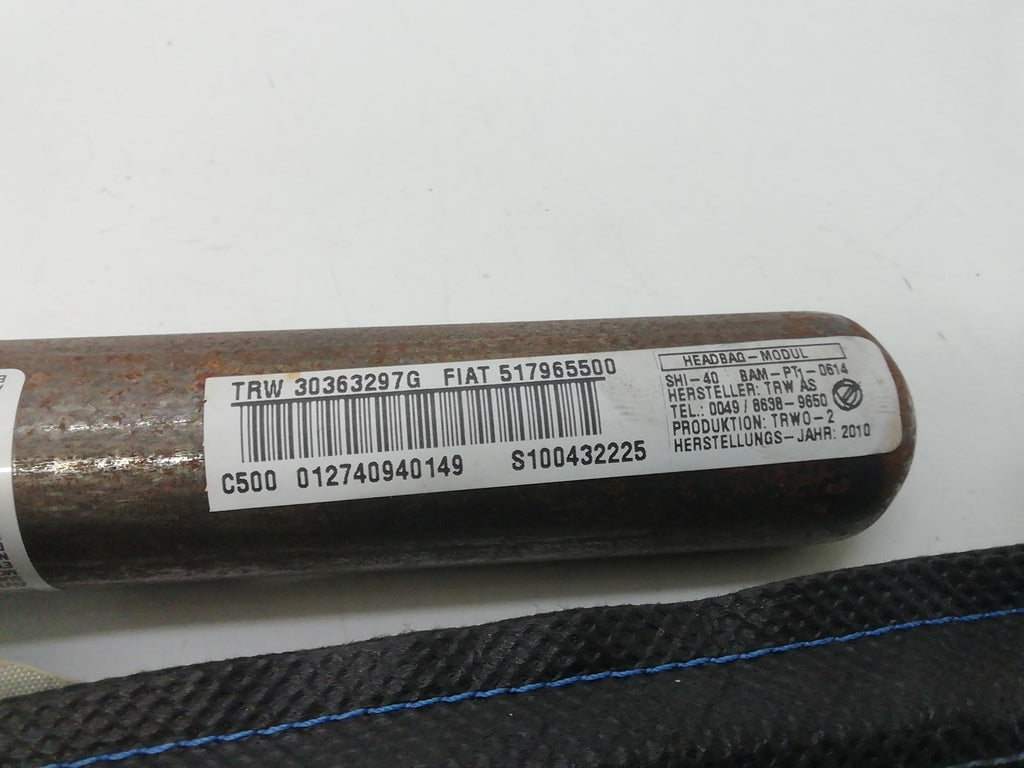 TRW 30363297G FIAT 517965500
C500 012740940149 S100432225
HEADBAG-MODUL
SHI-40 BAM-PT1-0614
HERSTELLER: TRW AS
TEL.: 0049/8638-9650
PRODUKTION: TRWO-2
HERSTELLUNGS-JAHR: 2010